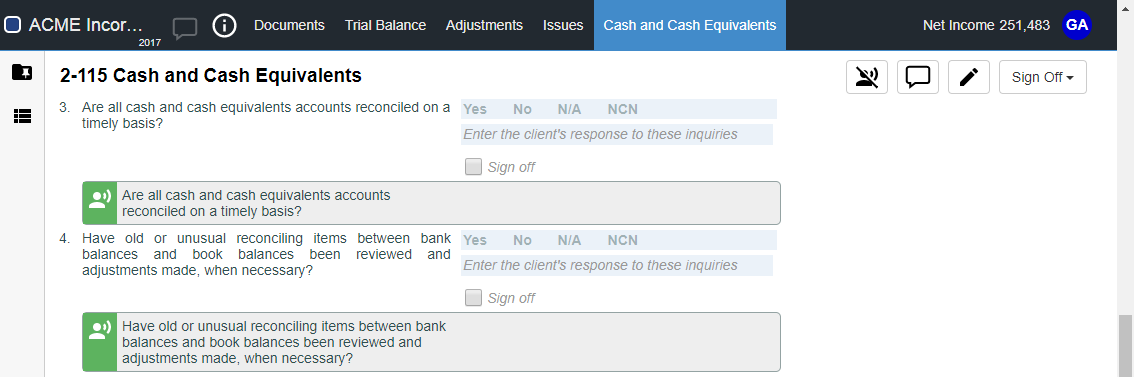 ACME Incor...
2017
Documents Trial Balance Adjustments Issues Cash and Cash Equivalents Net Income 251,483 GA
2-115 Cash and Cash Equivalents
Sign Off
3. Are all cash and cash equivalents accounts reconciled on a
timely basis?
Yes No N/A NCN
Enter the client's response to these inquiries
Sign off
Are all cash and cash equivalents accounts
reconciled on a timely basis?
4. Have old or unusual reconciling items between bank
balances and book balances been reviewed and
adjustments made, when necessary?
Yes No N/A NCN
Enter the client's response to these inquiries
Sign off
Have old or unusual reconciling items between bank
balances and book balances been reviewed and
adjustments made, when necessary?